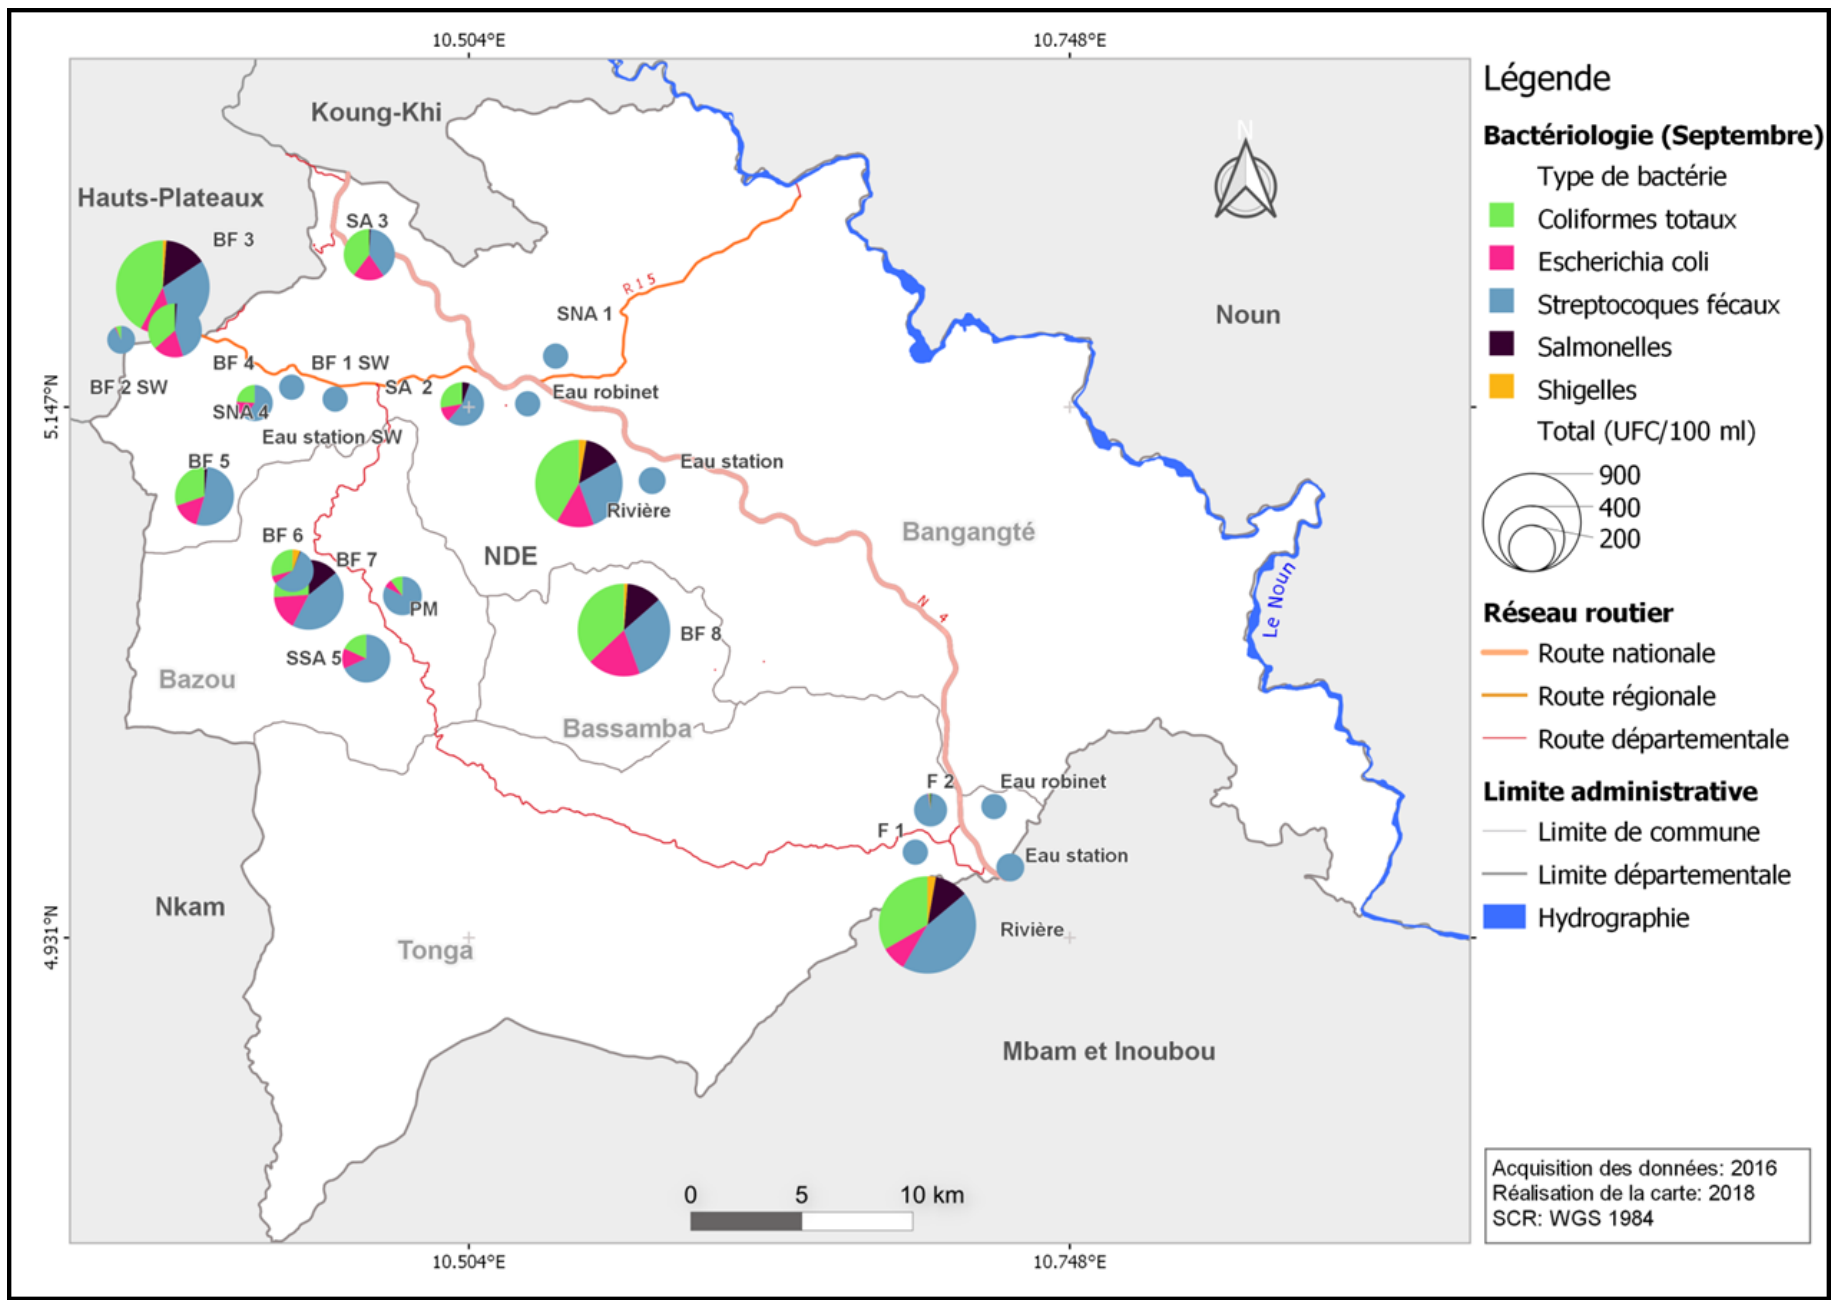 10.504°E
10.748°E
Koung-Khi
Hauts-Plateaux
SA 3
BF 3
N
Noun
R15
SNA 1
BF 4
BF 1 SW
BF 2 SW
SA 2
Eau robinet
SNA 4
5.147°N
Eau station SW
BF 5
Eau station
Rivière
Bangangté
BF 6
NDE
BF 7
PM
Le Noun
N 4
BF 8
SSA 5
Bazou
Bassamba
F 2
Eau robinet
F 1
Eau station
Nkam
Rivière
4.931°N
Tonga
Mbam et Inoubou
0 5 10 km
10.504°E
10.748°E
Légende
Bactériologie (Septembre)
Type de bactérie
Coliformes totaux
Escherichia coli
Streptocoques fécaux
Salmonelles
Shigelles
Total (UFC/100 ml)
900
400
200
Réseau routier
Route nationale
Route régionale
Route départementale
Limite administrative
Limite de commune
Limite départementale
Hydrographie
Acquisition des données: 2016
Réalisation de la carte: 2018
SCR: WGS 1984